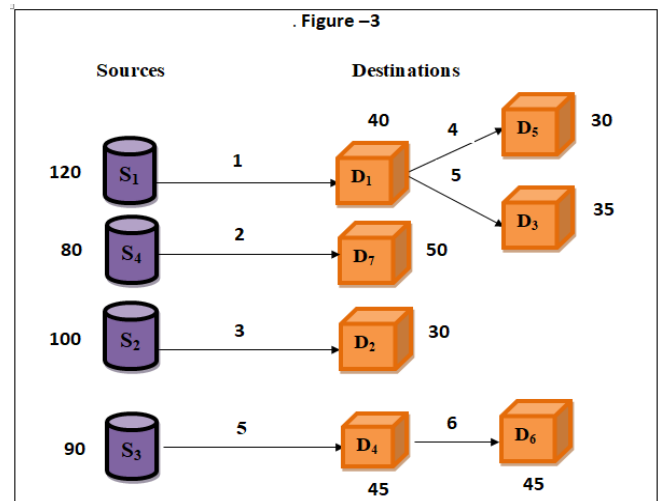 . Figure –3
Sources Destinations
40 4 D5 30
120 S1 1 D1 5
D3 35
80 S4 2 D7 50
100 S2 3 D2 30
90 S3 5 D4 6 D6
45 45